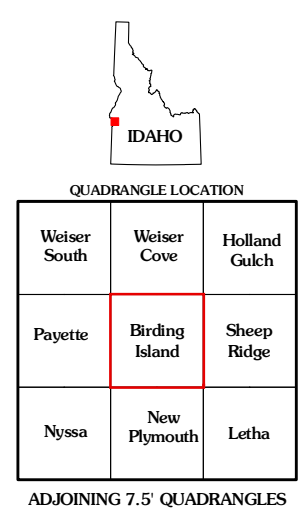 IDAHO
QUADRANGLE LOCATION
Weiser South
Weiser Cove
Holland Gulch
Payette
Birding Island
Sheep Ridge
Nyssa
New Plymouth
Letha
ADJOINING 7.5' QUADRANGLES